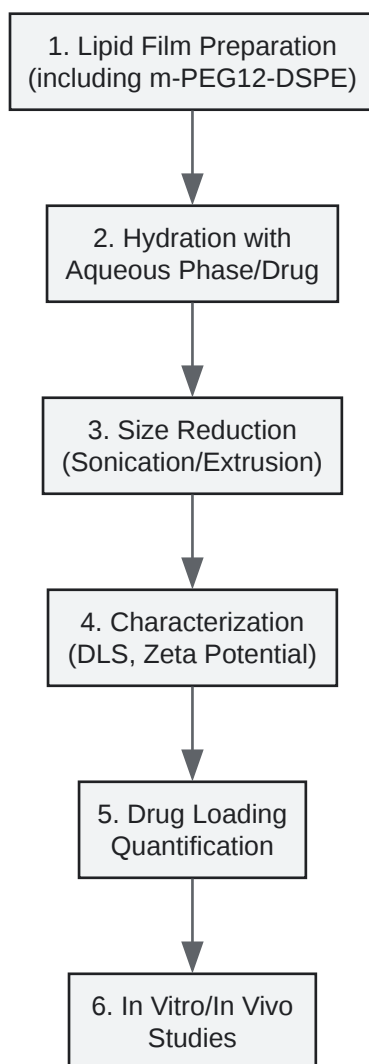 1. Lipid Film Preparation
(including m-PEG12-DSPE)
2. Hydration with
Aqueous Phase/Drug
3. Size Reduction
(Sonication/Extrusion)
4. Characterization
(DLS, Zeta Potential)
5. Drug Loading
Quantification
6. In Vitro/In Vivo
Studies